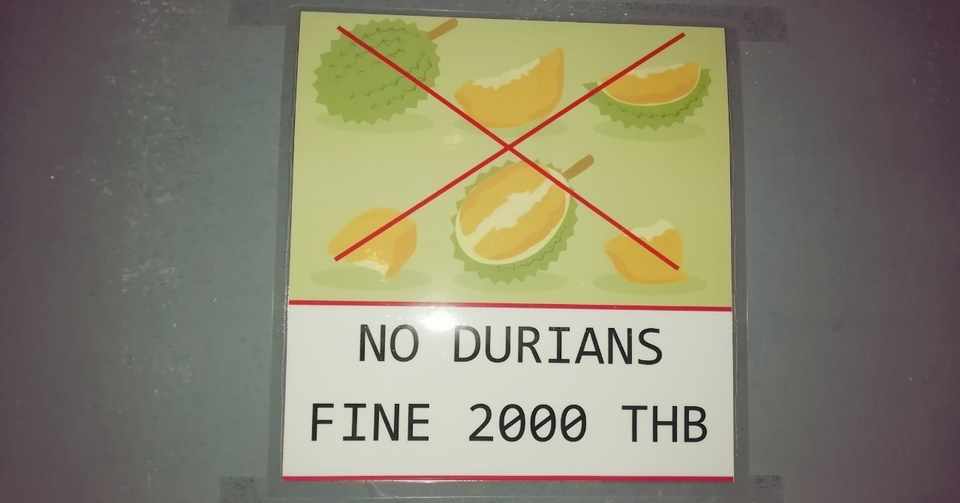 NO DURIANS
FINE 2000 THB